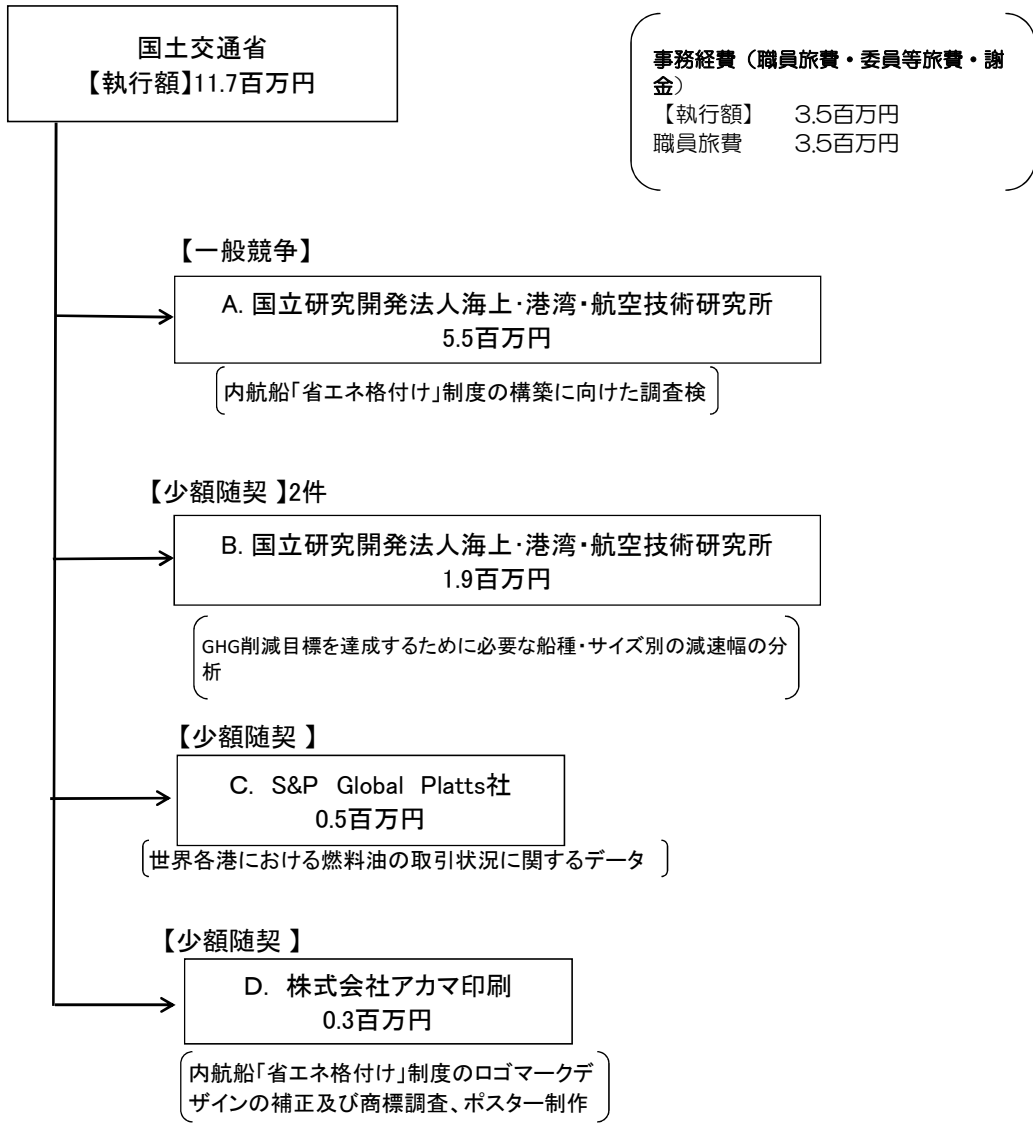 国土交通省
【執行額】11.7百万円
事務経費（職員旅費・委員等旅費・謝
金）
【執行額】 3.5百万円
職員旅費 3.5百万円
【一般競争】
A. 国立研究開発法人海上・港湾・航空技術研究所
5.5百万円
内航船｢省エネ格付け｣制度の構築に向けた調査検
【少額随契 】2件
B. 国立研究開発法人海上・港湾・航空技術研究所
1.9百万円
GHG削減目標を達成するために必要な船種・サイズ別の減速幅の分
析
【少額随契 】
C. S&P Global Platts社
0.5百万円
世界各港における燃料油の取引状況に関するデータ
【少額随契 】
D. 株式会社アカマ印刷
0.3百万円
内航船｢省エネ格付け｣制度のロゴマークデ
ザインの補正及び商標調査、ポスター制作